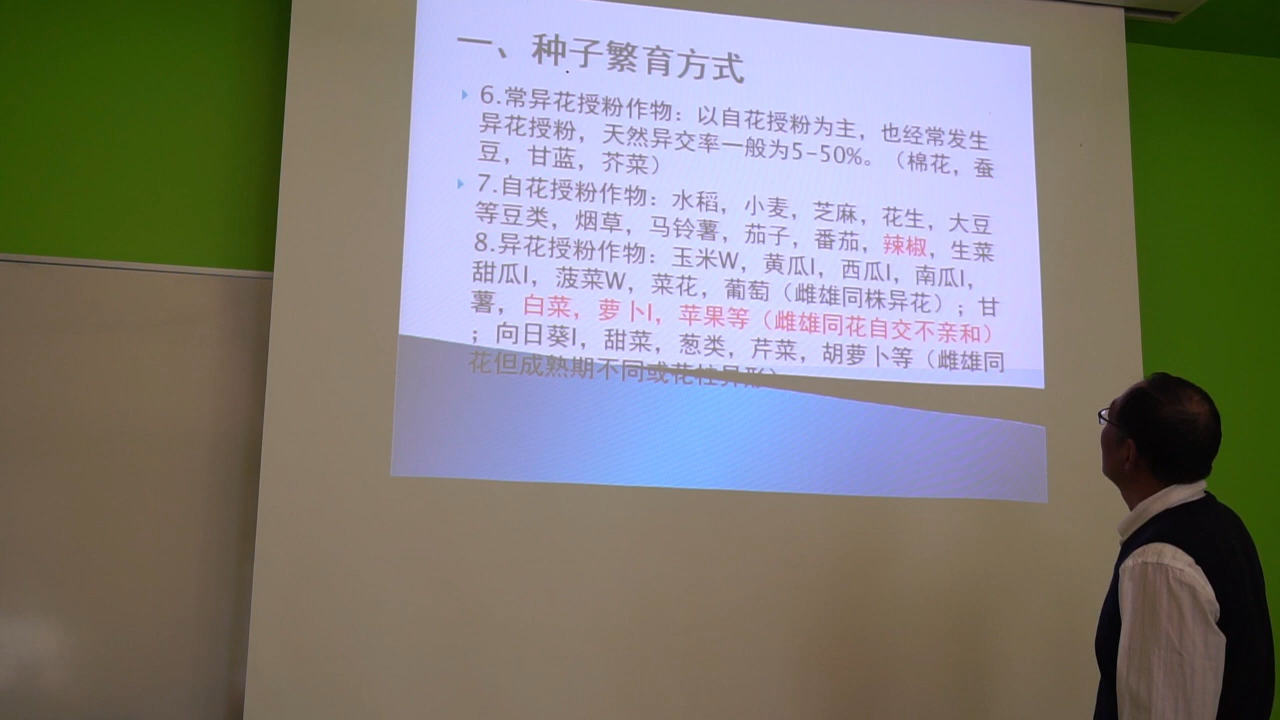 一、种子繁育方式
6.常异花授粉作物：以自花授粉为主，也经常发生
异花授粉，天然异交率一般为5-50%。（棉花，蚕
豆，甘蓝，芥菜）
7.自花授粉作物：水稻，小麦，芝麻，花生，大豆
等豆类，烟草，马铃薯，茄子，番茄，辣椒，生菜
8.异花授粉作物：玉米W，黄瓜I，西瓜I，南瓜I，
甜瓜I，菠菜W，菜花，葡萄（雌雄同株异花）；甘
薯，白菜，萝卜I，苹果等（雌雄同花自交不亲和）
；向日葵I，甜菜，葱类，芹菜，胡萝卜等（雌雄同
花但成熟期不同或花柱异形）